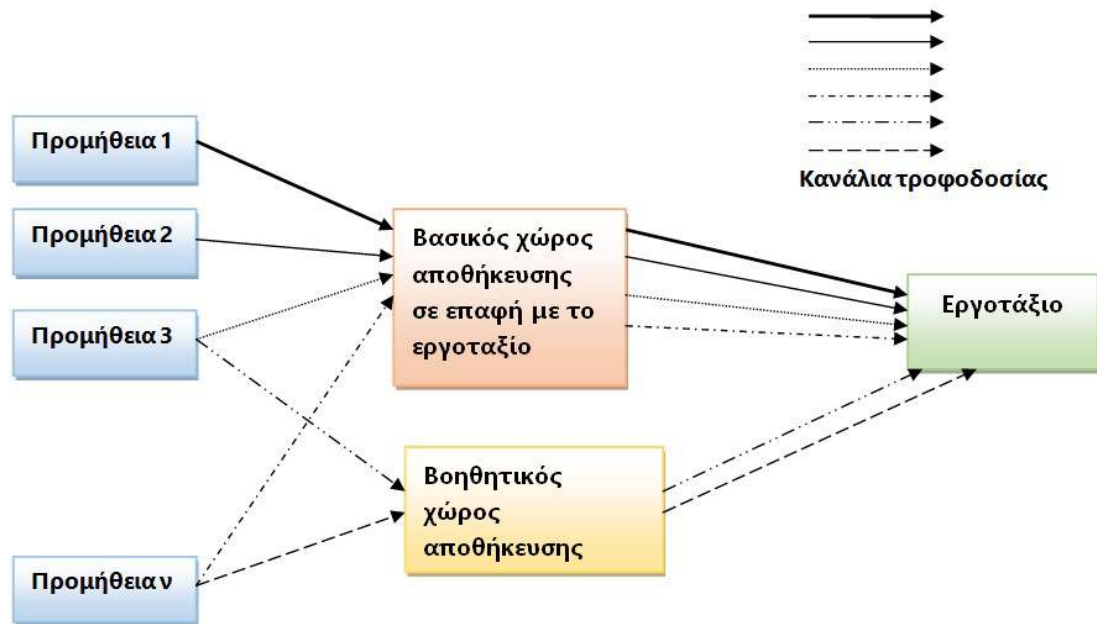 Κανάλια τροφοδοσίας
Προμήθεια 1
Προμήθεια 2
Προμήθεια 3
Προμήθεια ν
Βασικός χώρος
αποθήκευσης
σε επαφή με το
εργοταξίο
Βοηθητικός
χώρος
αποθήκευσης
Εργοτάξιο